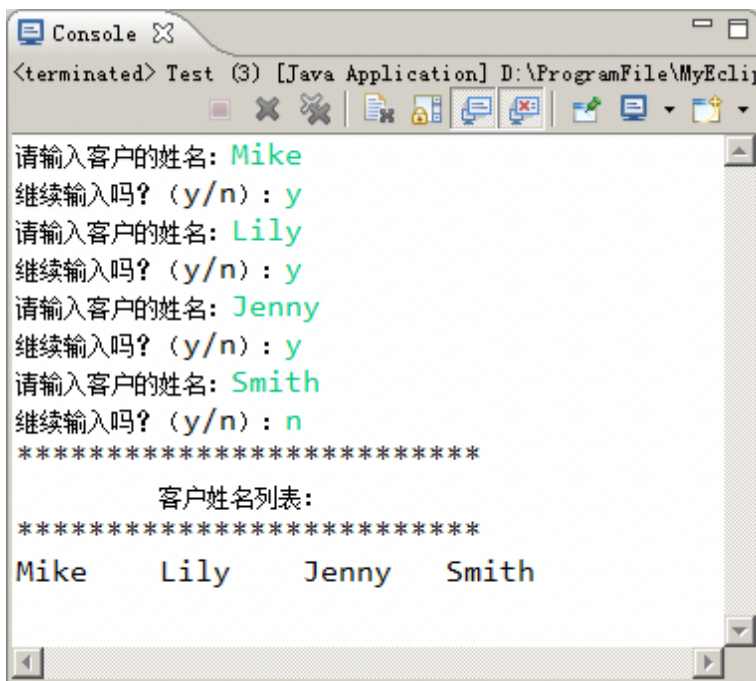 Console
<terminated> Test (3) [Java Application] D:\ProgramFile\MyEclip
请输入客户的姓名: Mike
继续输入吗? (y/n) : y
请输入客户的姓名: Lily
继续输入吗? (y/n) : y
请输入客户的姓名: Jenny
继续输入吗? (y/n) : y
请输入客户的姓名: Smith
继续输入吗? (y/n) : n
**************************
客户姓名列表:
**************************
Mike Lily Jenny Smith